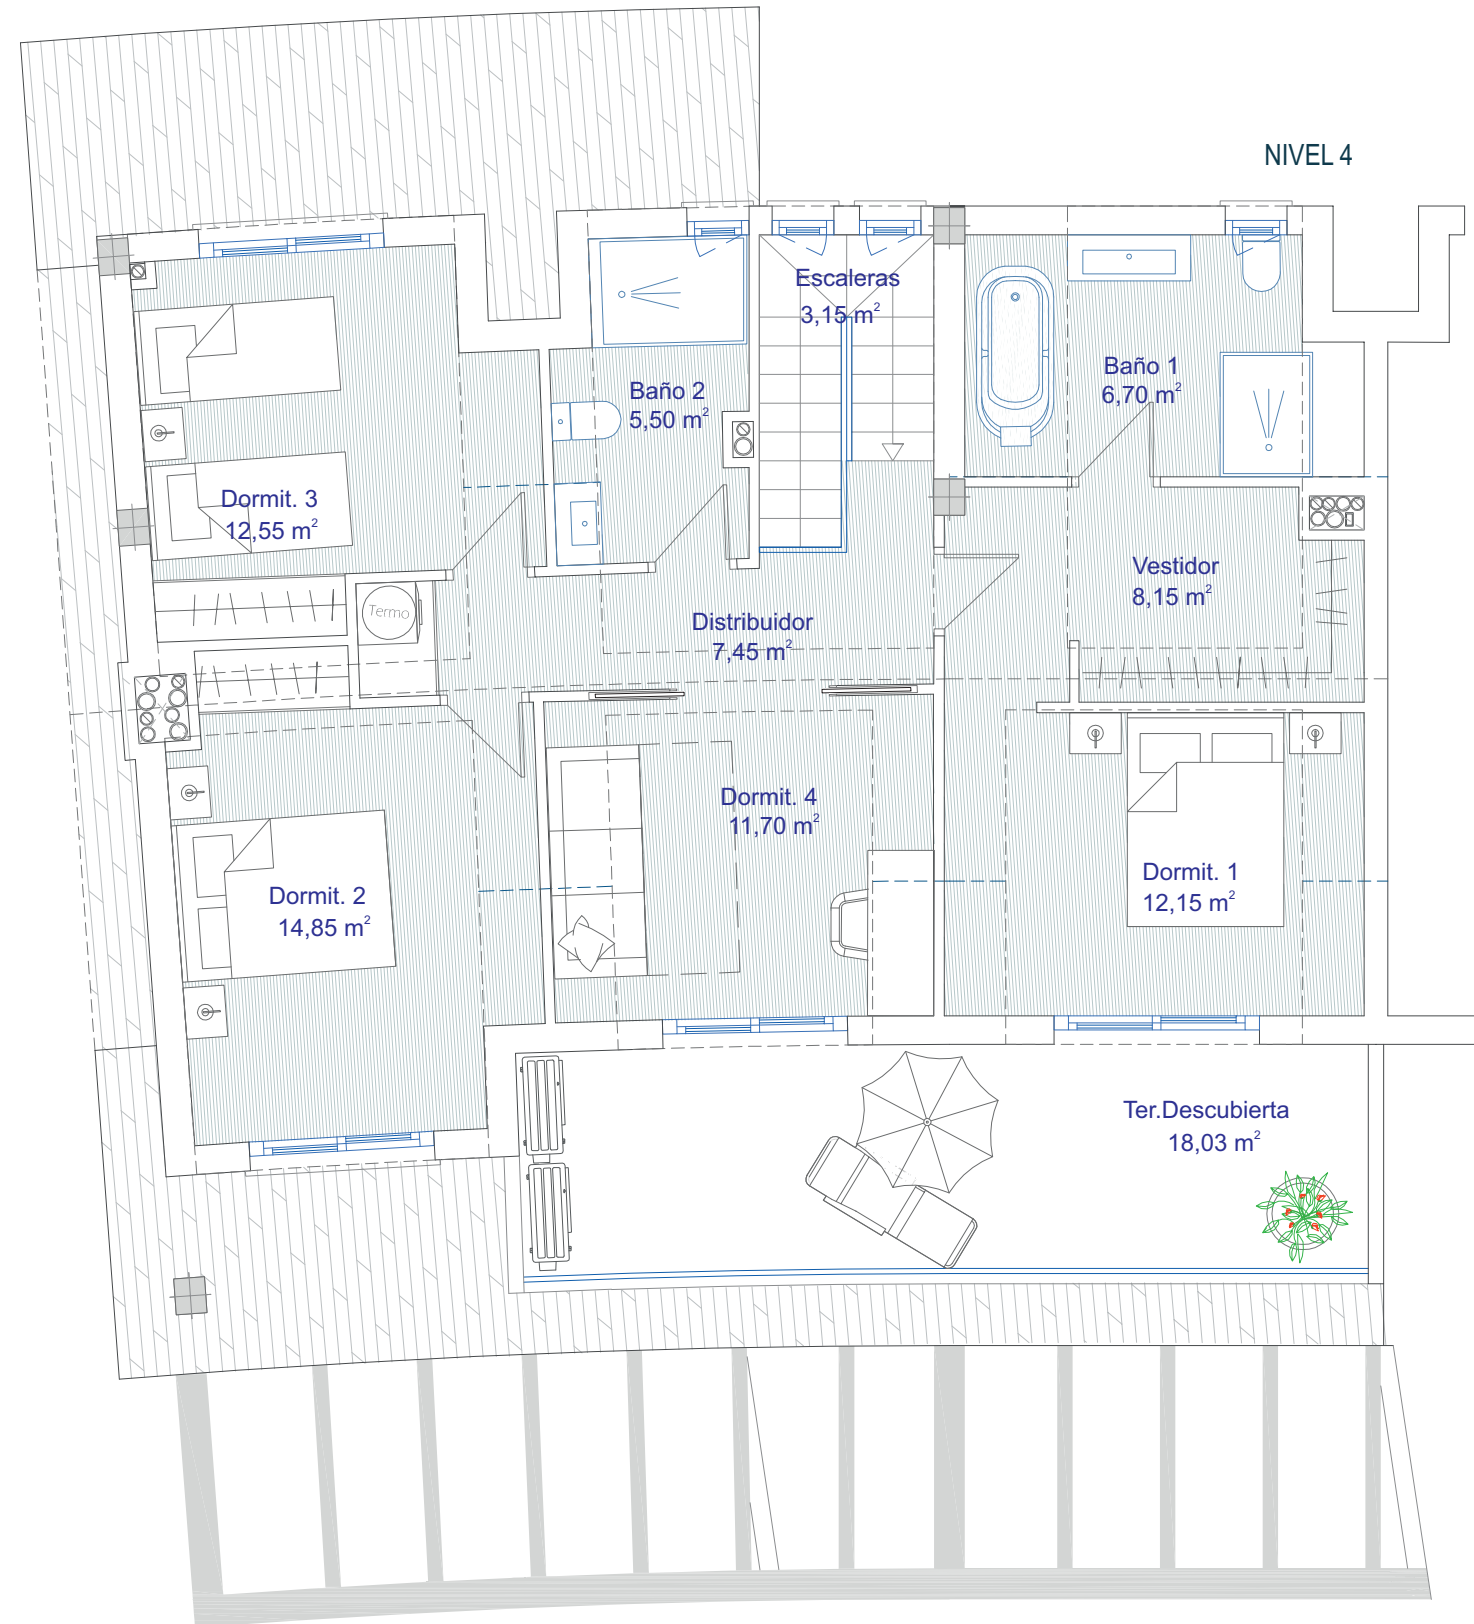 NIVEL 4
Escaleras
3,15 m²
Baño 1
6,70 m²
Baño 2
5,50 m²
Dormit. 3
12,55 m²
Vestidor
8,15 m²
Termo
Distribuidor
7,45 m²
Dormit. 4
11,70 m²
Dormit. 1
12,15 m²
Dormit. 2
14,85 m²
Ter.Descubierta
18,03 m²